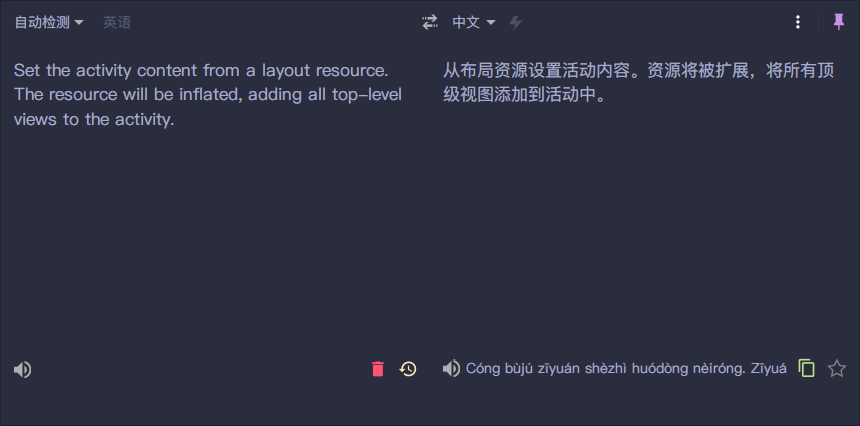 自动检测 英语 中文
Set the activity content from a layout resource.
The resource will be inflated, adding all top-level
views to the activity.
从布局资源设置活动内容。资源将被扩展，将所有顶
级视图添加到活动中。
Cóng bùjú zīyuán shèzhì huódòng nèiróng. Zīyuá